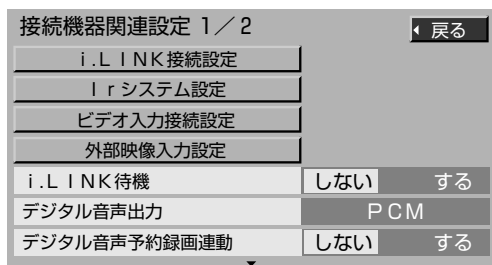 接続機器関連設定 1／2
戻る
ｉ.ＬＩＮＫ接続設定
Ｉｒシステム設定
ビデオ入力接続設定
外部映像入力設定
ｉ.ＬＩＮＫ待機 しない する
デジタル音声出力 ＰＣＭ
デジタル音声予約録画連動 しない する